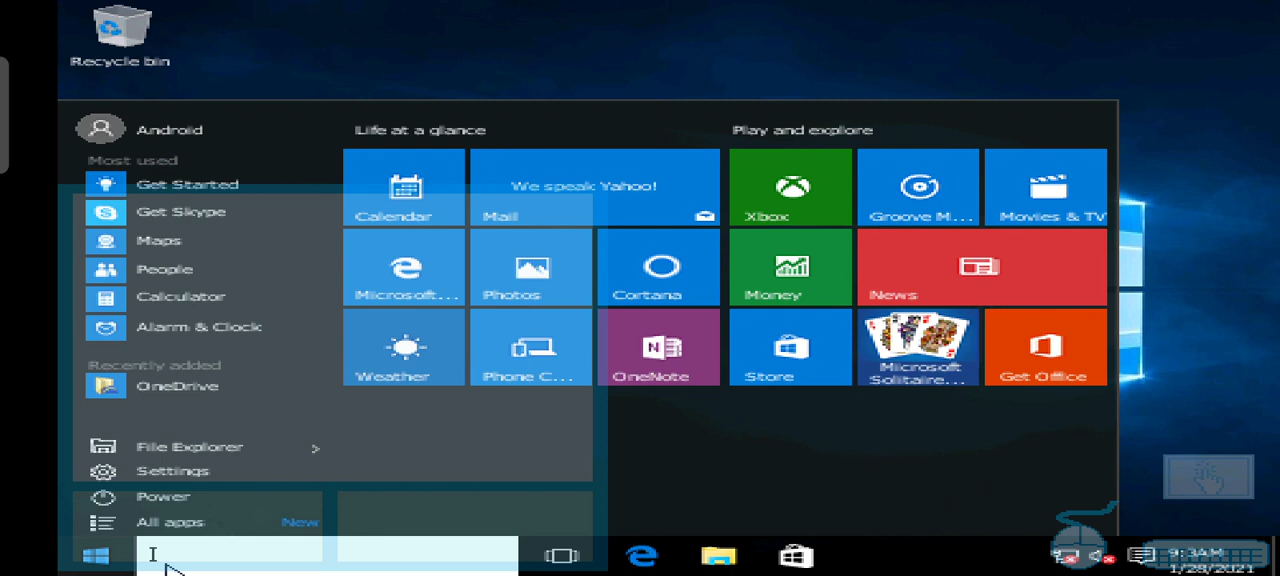 Recycle bin
Android
Most used
Get Started
Get Skype
Maps
People
Calculator
Alarm & Clock
Recently added
OneDrive
File Explorer >
Settings
Power
All apps New
Life at a glance
Calendar
We speak Yahoo!
Mail
Microsoft...
Photos
Cortana
Weather
Phone C...
OneNote
Play and explore
Xbox
Groove M...
Movies & TV
Money
News
Store
Microsoft
Solitaire...
Get Office
9:3AM
1/28/2021